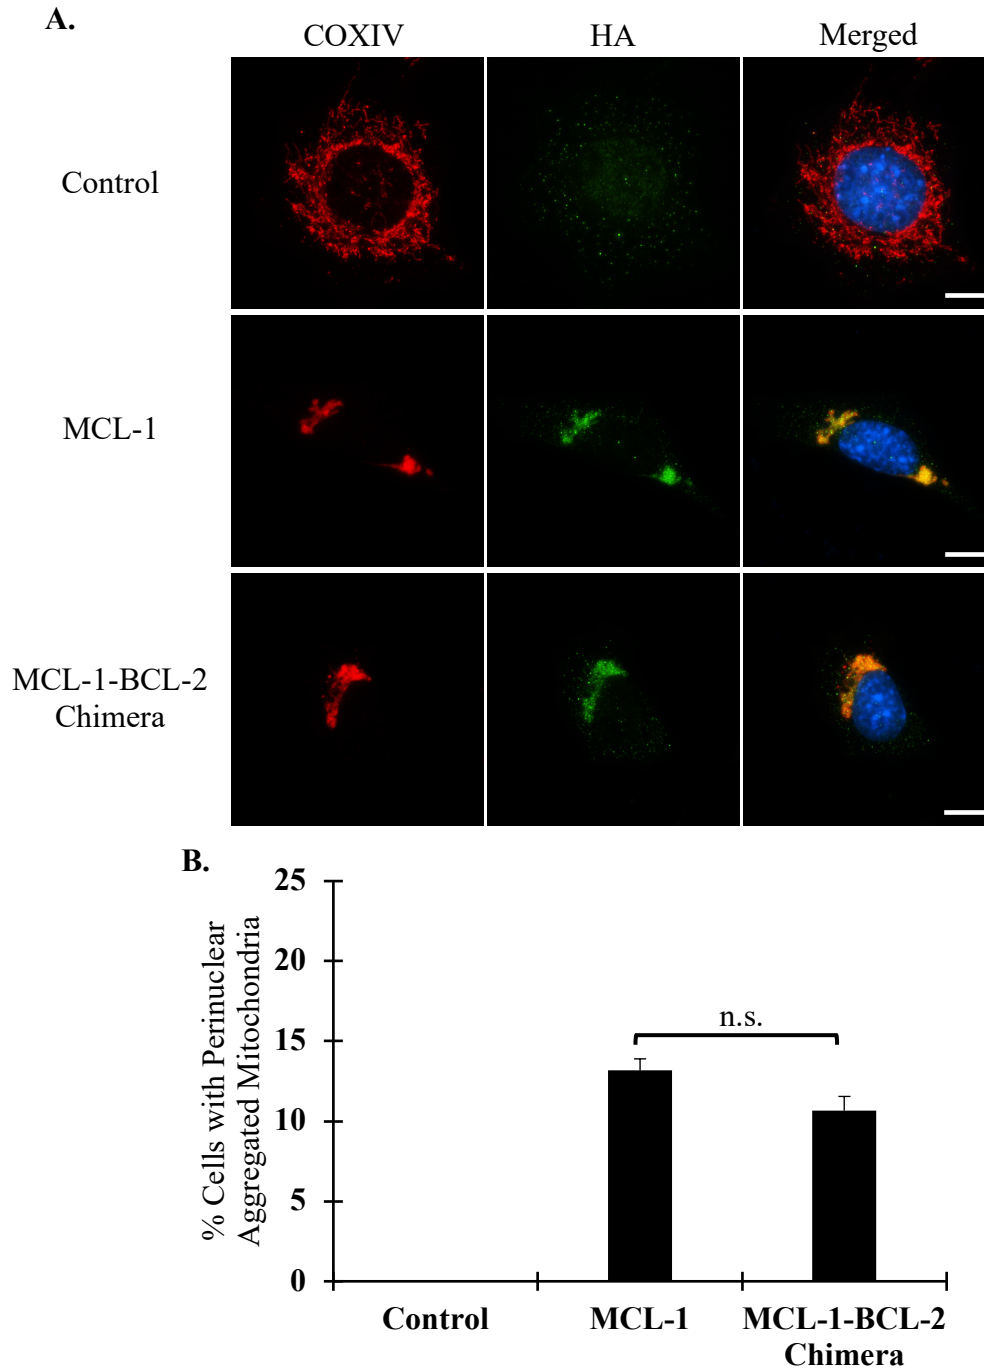 A.
COXIV HA Merged
Control
MCL-1
MCL-1-BCL-2
Chimera
B.
% Cells with Perinuclear
Aggregated Mitochondria
25
20
15
10
5
0
n.s.
Control MCL-1 MCL-1-BCL-2
Chimera